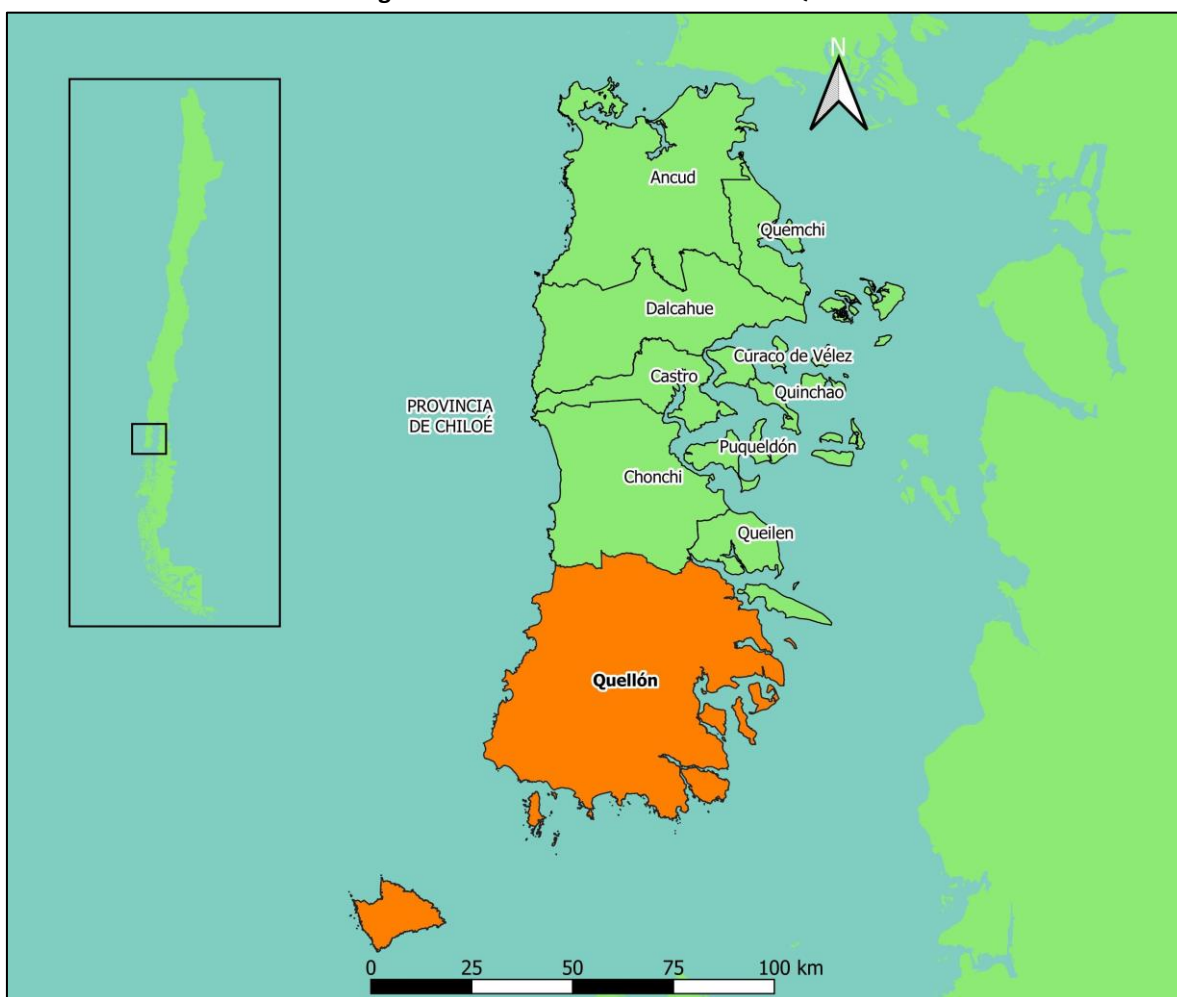 N
Ancud
Quemchi
Dalcahue
Curaco de Vélez
Castro
Quinchao
PROVINCIA
DE CHILOÉ
Puqueldón
Chonchi
Queilen
Quellón
0 25 50 75 100 km